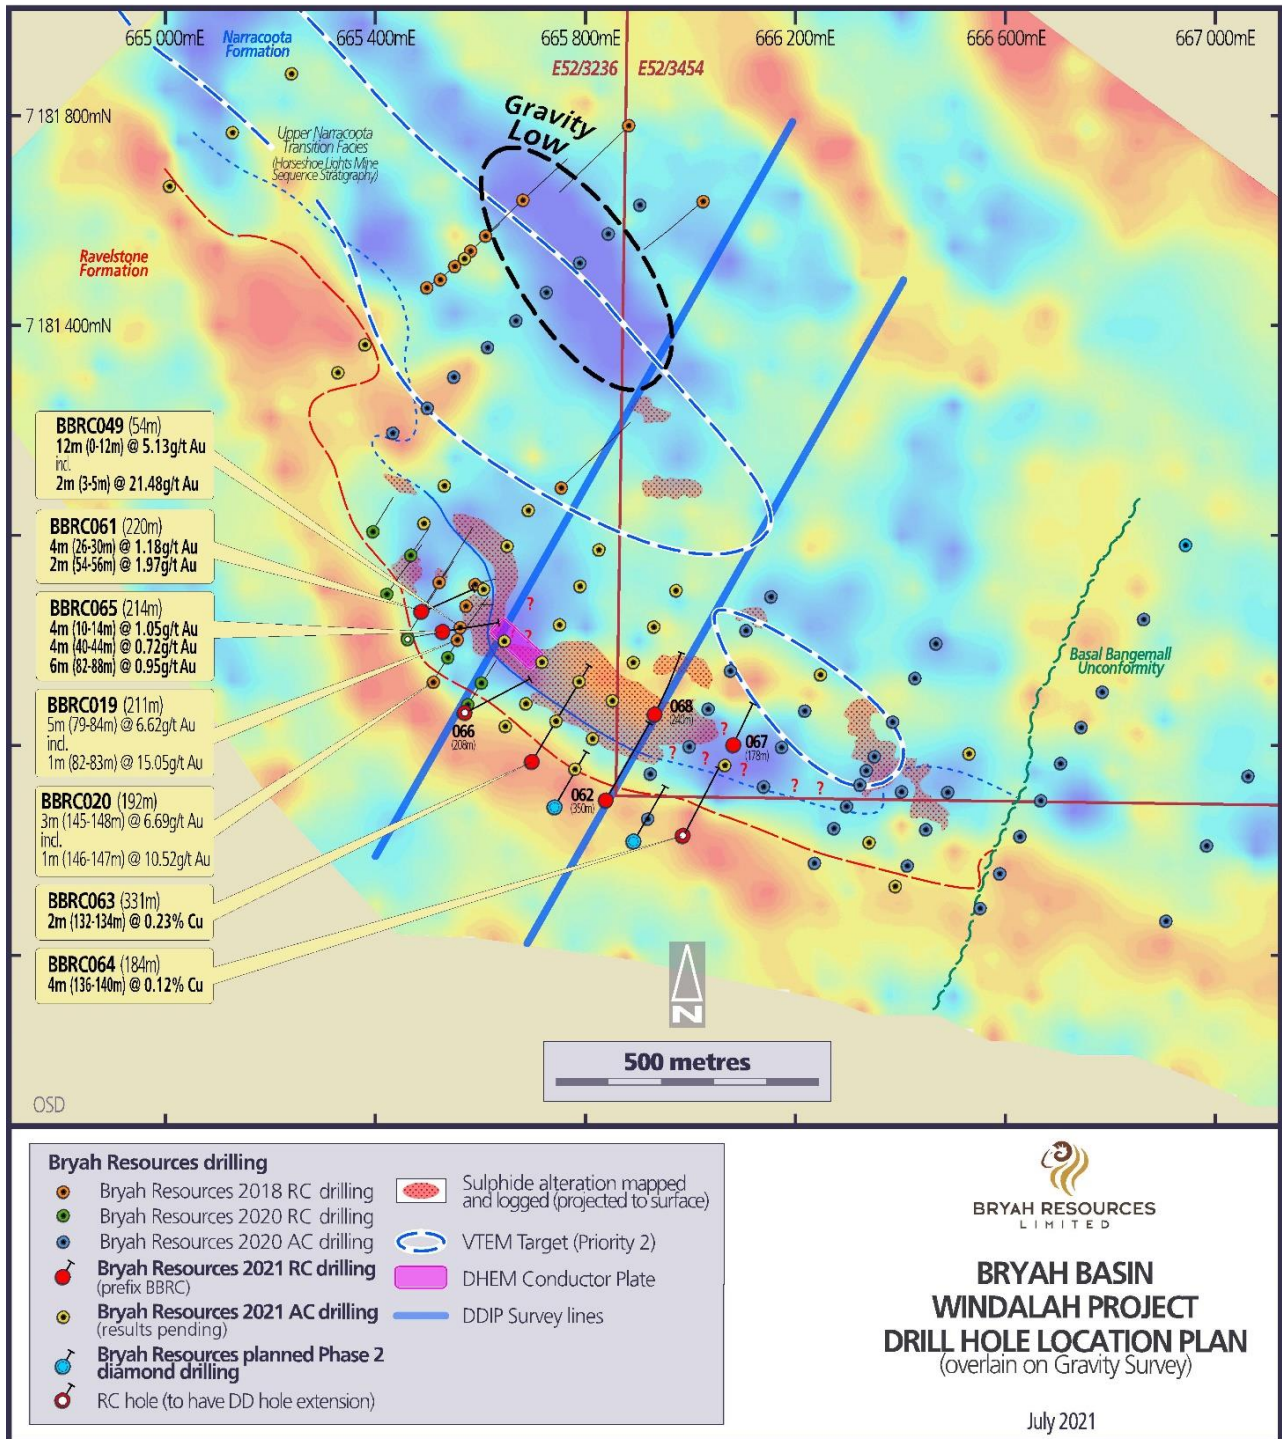 665 000mE
665 400mE
665 800mE
666 200mE
666 600mE
667 000mE
Narracoota
Formation
E52/3236
E52/3454
7 181 800mN
Gravity
Low
Upper Narracoota
Transition Facies
(Horseshoe Lights Mine
Sequence Stratigraphy)
Ravelstone
Formation
7 181 400mN
BBRC049 (54m)
12m (0-12m) @ 5.13g/t Au
incl.
2m (3-5m) @ 21.48g/t Au
BBRC061 (220m)
4m (26-30m) @ 1.18g/t Au
2m (54-56m) @ 1.97g/t Au
BBRC065 (214m)
4m (10-14m) @ 1.05g/t Au
4m (40-44m) @ 0.72g/t Au
6m (82-88m) @ 0.95g/t Au
BBRC019 (211m)
5m (79-84m) @ 6.62g/t Au
incl.
1m (82-83m) @ 15.05g/t Au
BBRC020 (192m)
3m (145-148m) @ 6.69g/t Au
incl.
1m (146-147m) @ 10.52g/t Au
BBRC063 (331m)
2m (132-134m) @ 0.23% Cu
BBRC064 (184m)
4m (136-140m) @ 0.12% Cu
?
?
Basal Bangemall
Unconformity
068
(240m)
066
(208m)
067
(178m)
? ? ? ? ?
062
(350m)
N
500 metres
OSD
Bryah Resources drilling
Bryah Resources 2018 RC drilling
Bryah Resources 2020 RC drilling
Bryah Resources 2020 AC drilling
Bryah Resources 2021 RC drilling
(prefix BBRC)
Bryah Resources 2021 AC drilling
(results pending)
Bryah Resources planned Phase 2
diamond drilling
RC hole (to have DD hole extension)
Sulphide alteration mapped
and logged (projected to surface)
VTEM Target (Priority 2)
DHEM Conductor Plate
DDIP Survey lines
BRYAH RESOURCES
LIMITED
BRYAH BASIN
WINDALAH PROJECT
DRILL HOLE LOCATION PLAN
(overlain on Gravity Survey)
July 2021